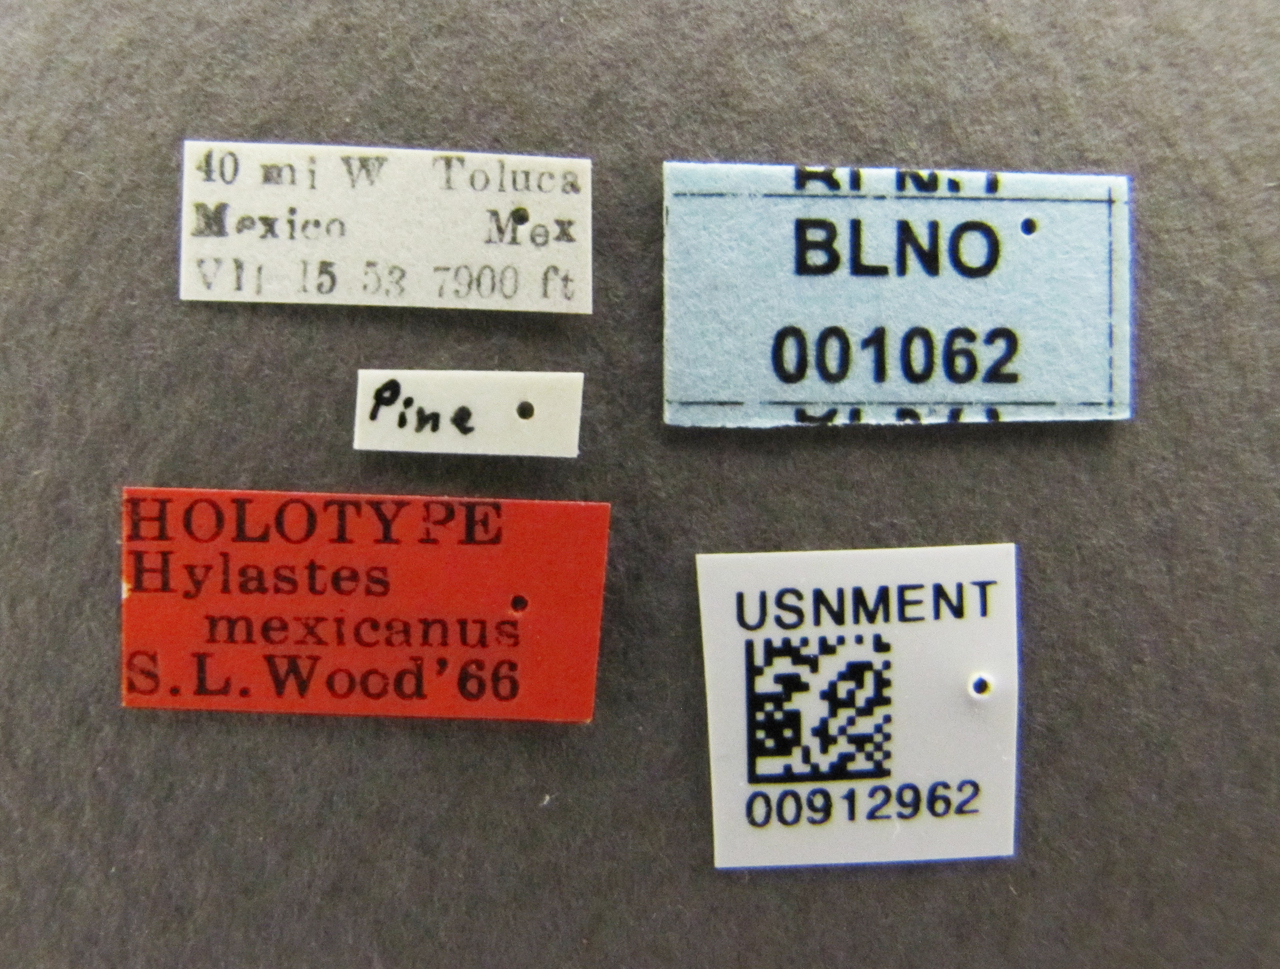 40 mi W Toluca
Mexico Mex
VII 15 53 7900 ft
Pine
HOLOTYPE
Hylastes
mexicanus
S.L.Wood'66
BLNO
001062
USNMENT
00912962